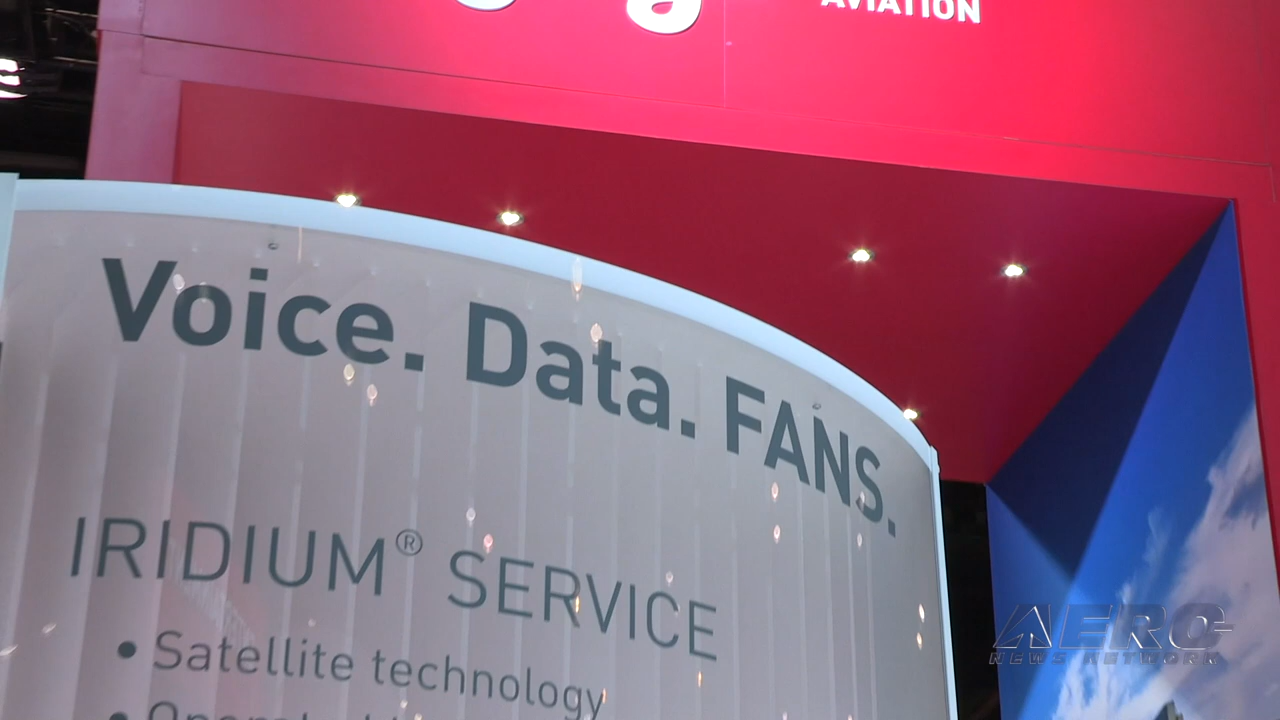 AVIATION
Voice. Data. FANS.
IRIDIUM® SERVICE
• Satellite technology
AERO
NEWS NETWORK